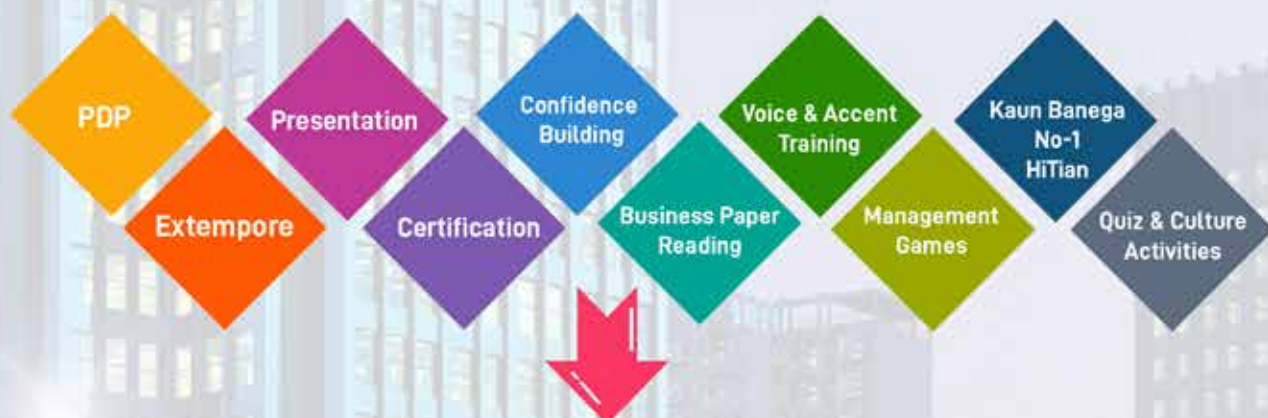 PDP
Extempore
Presentation
Certification
Confidence
Building
Business Paper
Reading
Voice & Accent
Training
Management
Games
Kaun Banega
No-1
HiTian
Quiz & Culture
Activities